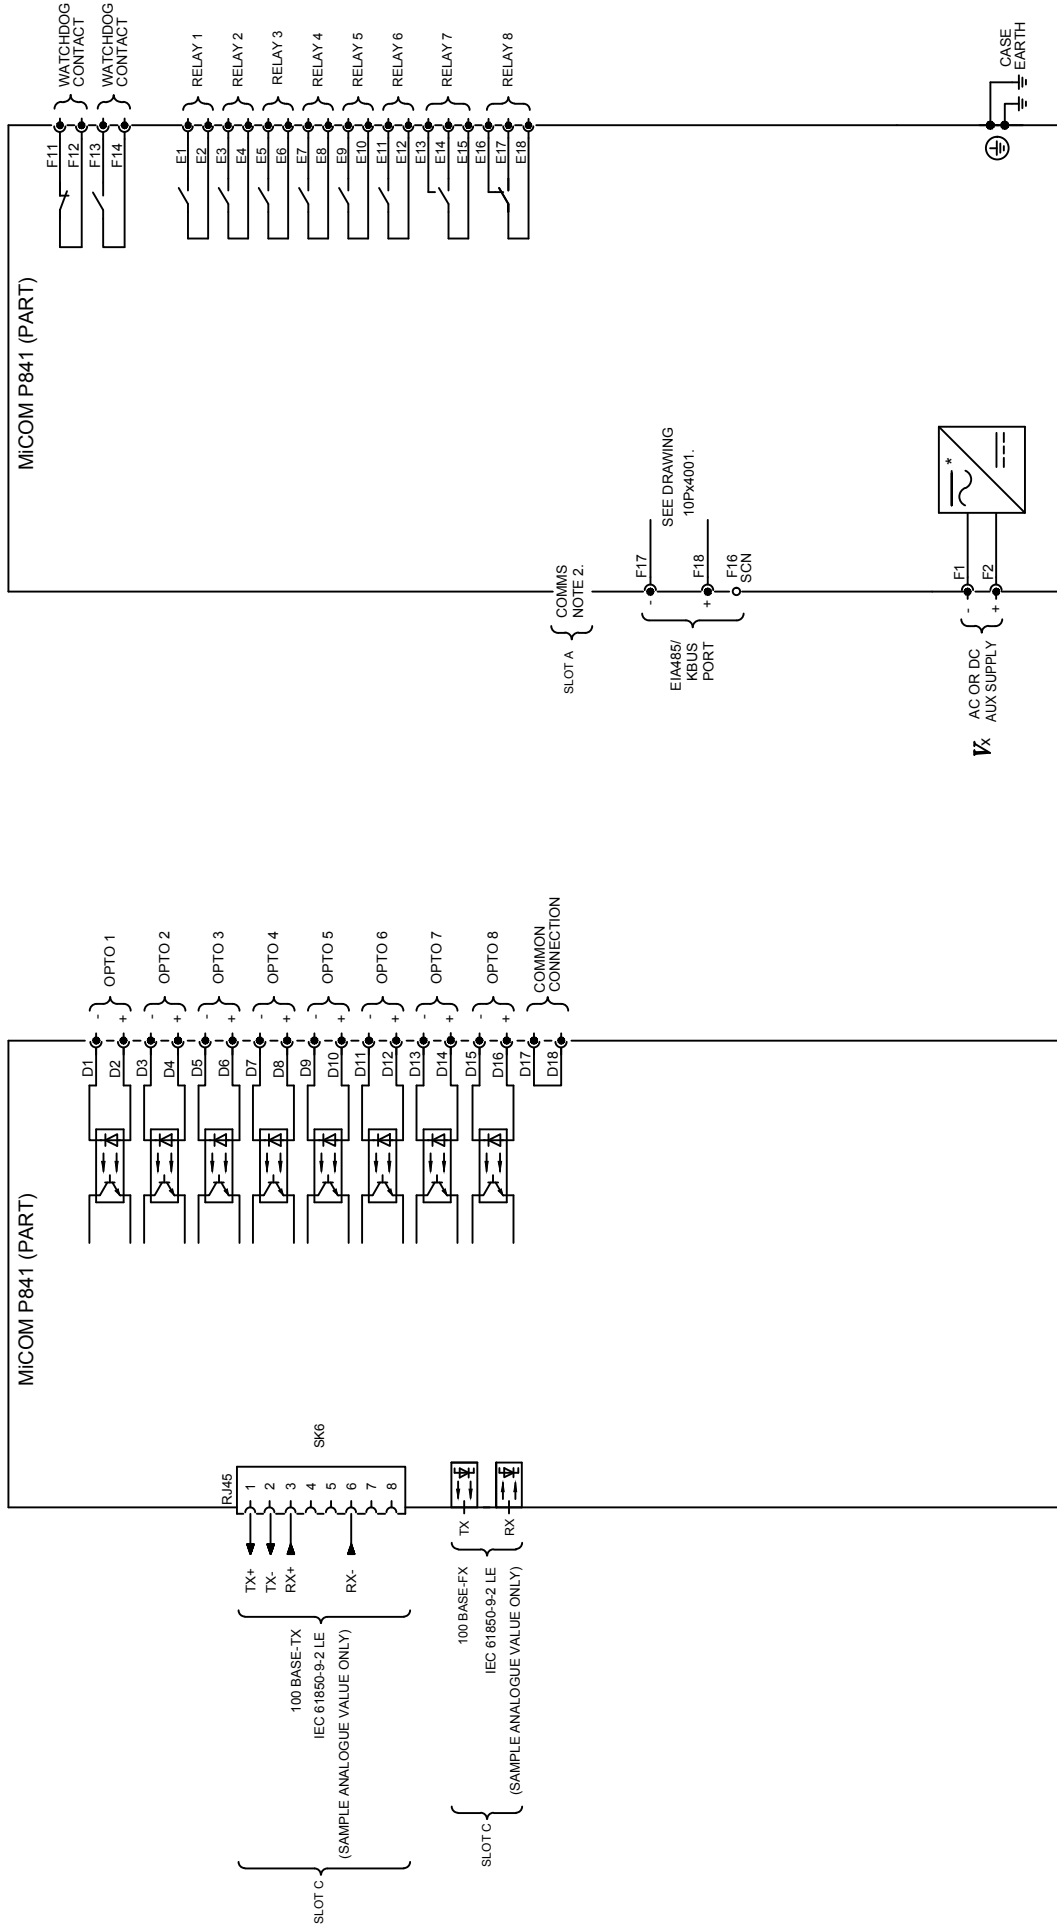 MiCOM P841 (PART)
SLOT C
(SAMPLE ANALOGUE VALUE ONLY)
IEC 61850-9-2 LE
100 BASE-TX
TX+
TX-
RX+
RX-
RJ45
1
2
3
4
5
6
7
8
SK6
SLOT C
(SAMPLE ANALOGUE VALUE ONLY)
IEC 61850-9-2 LE
100 BASE-FX
TX
RX
D1
-
D2
+
OPTO 1
D3
-
D4
+
OPTO 2
D5
-
D6
+
OPTO 3
D7
-
D8
+
OPTO 4
D9
-
D10
+
OPTO 5
D11
-
D12
+
OPTO 6
D13
-
D14
+
OPTO 7
D15
-
D16
+
OPTO 8
D17
D18
COMMON
CONNECTION
MiCOM P841 (PART)
SLOT A
COMMS
NOTE 2.
EIA485/
KBUS
PORT
-
F17
+
F18
F16
SCN
SEE DRAWING
10Px4001.
Vx
AC OR DC
AUX SUPPLY
-
F1
+
F2
*
F11
F12
WATCHDOG
CONTACT
F13
F14
WATCHDOG
CONTACT
E1
E2
RELAY 1
E3
E4
RELAY 2
E5
E6
RELAY 3
E7
E8
RELAY 4
E9
E10
RELAY 5
E11
E12
RELAY 6
E13
E14
E15
RELAY 7
E16
E17
E18
RELAY 8
CASE
EARTH